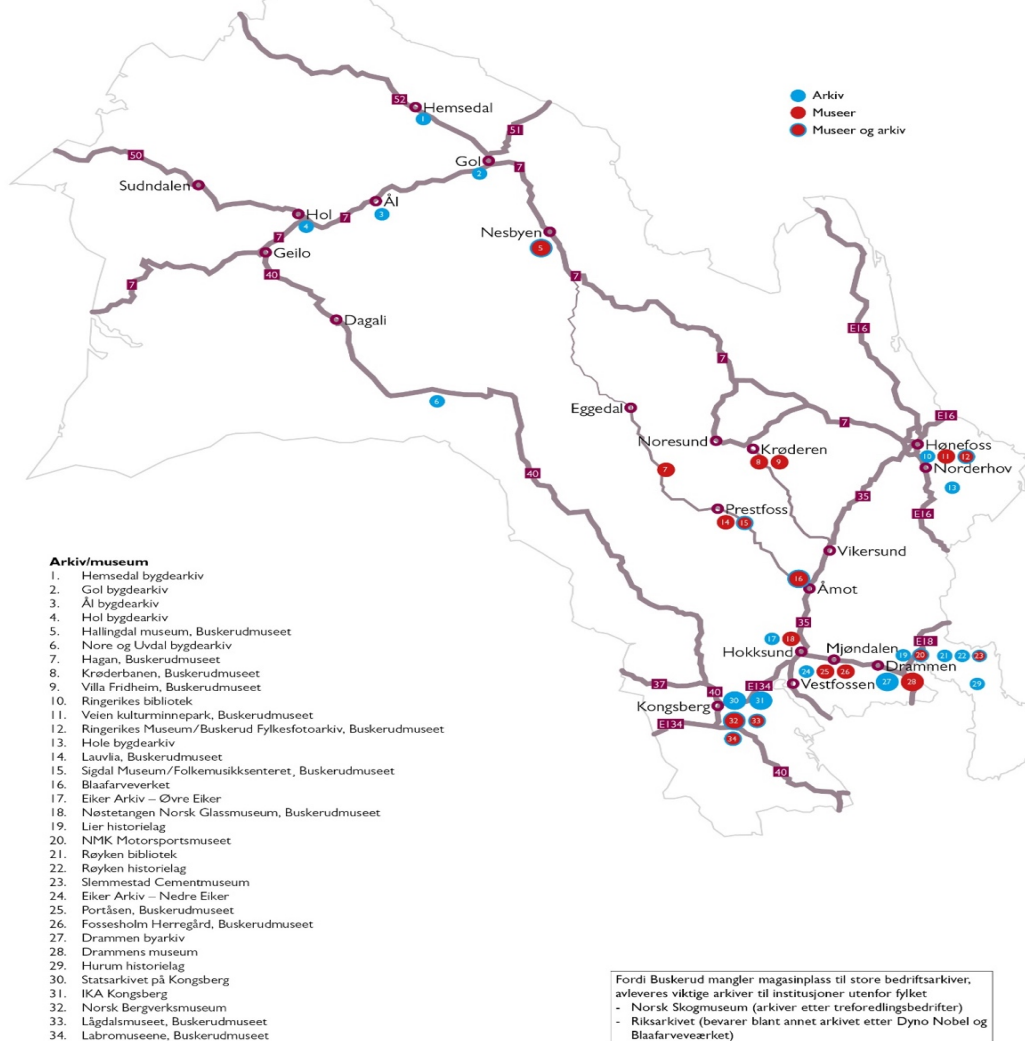 Arkiv
Museer
Museer og arkiv
52
Hemsedal
1
51
Gol
2
7
50
Sudndalen
Ål
3
Hol
4
7
7
Nesbyen
5
Geilo
7
40
7
Dagali
E16
7
6
Eggedal
7
E16
Noresund
Krøderen
Hønefoss
8
9
10
11
12
7
Norderhov
13
40
35
Prestfoss
14
15
E16
Vikersund
16
Åmot
35
17
18
E18
Hokksund
Mjøndalen
Drammen
19
20
21
22
23
24
25
26
27
28
29
Vestfossen
37
40
E134
Kongsberg
30
31
E134
32
33
34
40
Arkiv/museum
1. Hemsedal bygdearkiv
2. Gol bygdearkiv
3. Ål bygdearkiv
4. Hol bygdearkiv
5. Hallingdal museum, Buskerudmuseet
6. Nore og Uvdal bygdearkiv
7. Hagan, Buskerudmuseet
8. Krøderbanen, Buskerudmuseet
9. Villa Fridheim, Buskerudmuseet
10. Ringerikes bibliotek
11. Veien kulturminnepark, Buskerudmuseet
12. Ringerikes Museum/Buskerud Fylkesfotoarkiv, Buskerudmuseet
13. Hole bygdearkiv
14. Lauvlia, Buskerudmuseet
15. Sigdal Museum/Folkemusikksenteret, Buskerudmuseet
16. Blaafarveverket
17. Eiker Arkiv – Øvre Eiker
18. Nøstetangen Norsk Glassmuseum, Buskerudmuseet
19. Lier historielag
20. NMK Motorsportsmuseet
21. Røyken bibliotek
22. Røyken historielag
23. Slemmestad Cementmuseum
24. Eiker Arkiv – Nedre Eiker
25. Portåsen, Buskerudmuseet
26. Fossesholm Herregård, Buskerudmuseet
27. Drammen byarkiv
28. Drammens museum
29. Hurum historielag
30. Statsarkivet på Kongsberg
31. IKA Kongsberg
32. Norsk Bergverksmuseum
33. Lågdalsmuseet, Buskerudmuseet
34. Labromuseene, Buskerudmuseet
Fordi Buskerud mangler magasinplass til store bedriftsarkiver,
avleveres viktige arkiver til institusjoner utenfor fylket
- Norsk Skogmuseum (arkiver etter treforedlingsbedrifter)
- Riksarkivet (bevarer blant annet arkivet etter Dyno Nobel og
Blaafarveveærket)